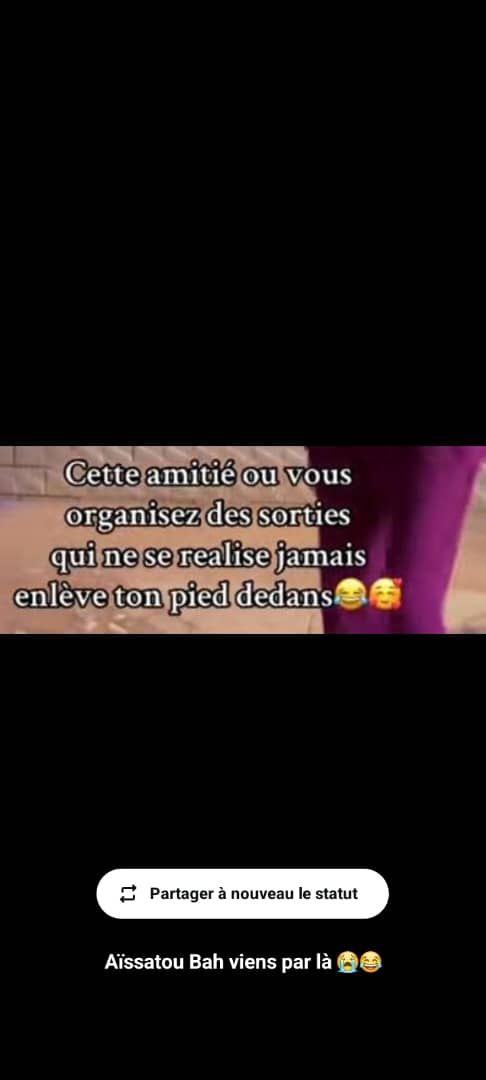 Cette amitié ou vous
organisez des sorties
qui ne se realise jamais
enlève ton pied dedans😂🥰
Partager à nouveau le statut
Aïssatou Bah viens par là 😭😂